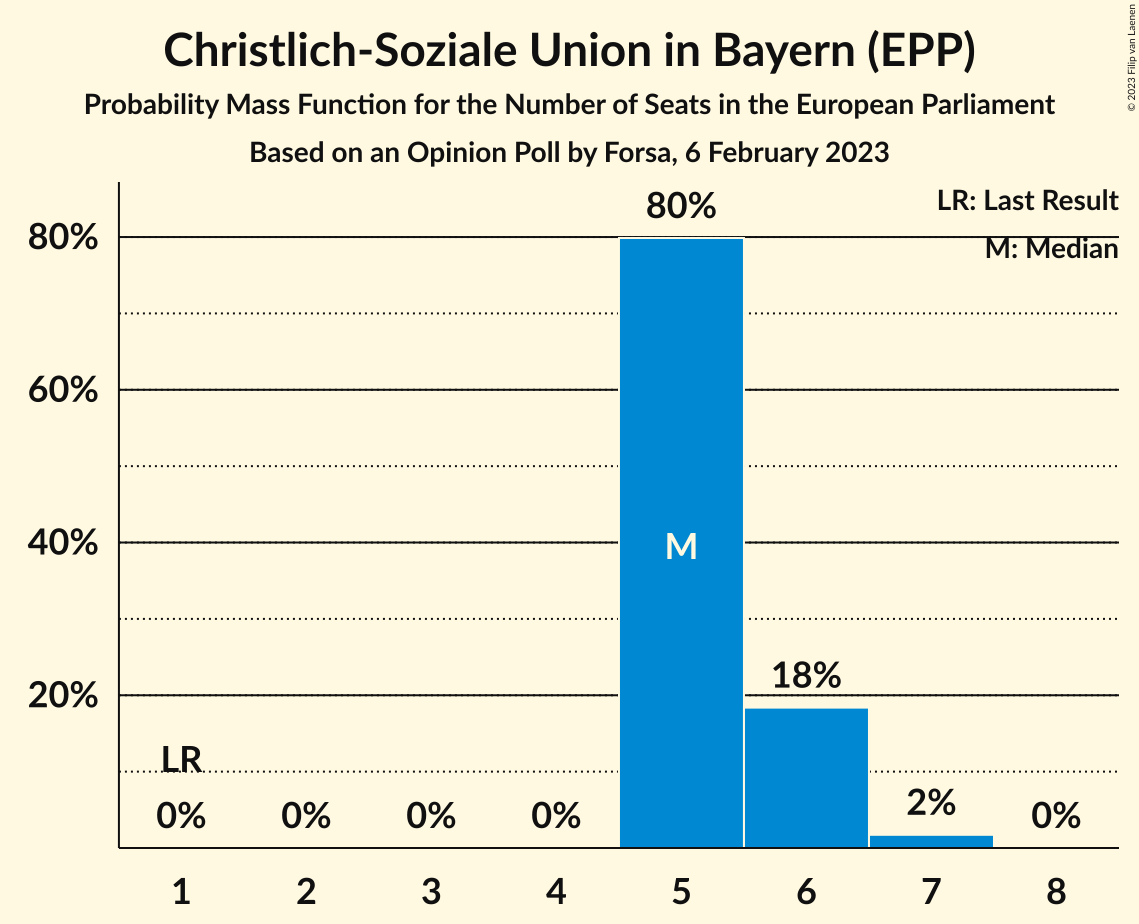 Christlich-Soziale Union in Bayern (EPP)
Probability Mass Function for the Number of Seats in the European Parliament
Based on an Opinion Poll by Forsa, 6 February 2023
© 2023 Filip van Laenen
LR: Last Result
M: Median
80%
60%
40%
20%
LR
0%
0%
0%
0%
80%
M
18%
2%
0%
1
2
3
4
5
6
7
8